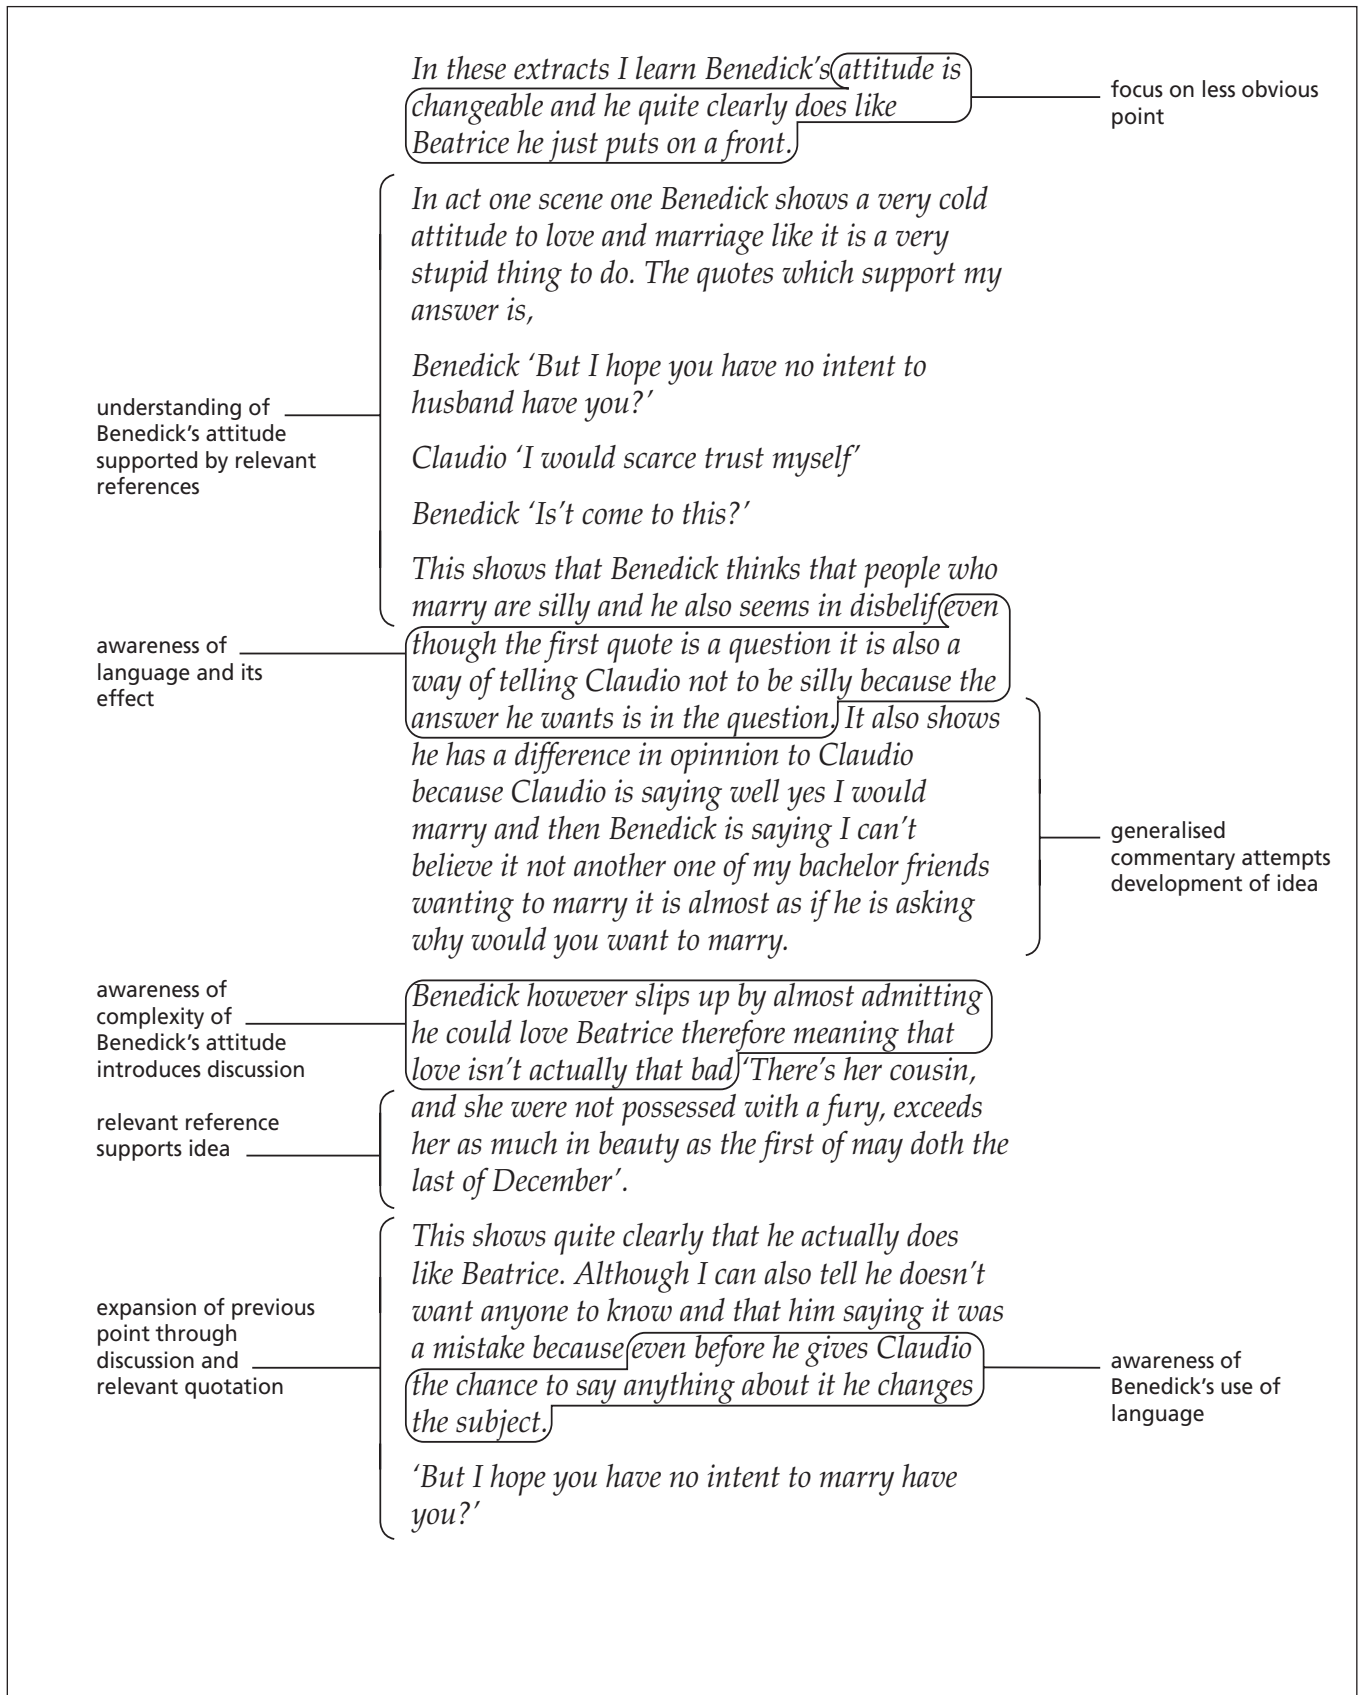 In these extracts I learn Benedick's attitude is
changeable and he quite clearly does like
Beatrice he just puts on a front.
focus on less obvious
point
In act one scene one Benedick shows a very cold
attitude to love and marriage like it is a very
stupid thing to do. The quotes which support my
answer is,
Benedick 'But I hope you have no intent to
husband have you?'
Claudio 'I would scarce trust myself'
Benedick 'Is't come to this?'
understanding of
Benedick's attitude
supported by relevant
references
This shows that Benedick thinks that people who
marry are silly and he also seems in disbelif even
though the first quote is a question it is also a
way of telling Claudio not to be silly because the
answer he wants is in the question. It also shows
he has a difference in opinnion to Claudio
because Claudio is saying well yes I would
marry and then Benedick is saying I can't
believe it not another one of my bachelor friends
wanting to marry it is almost as if he is asking
why would you want to marry.
awareness of
language and its
effect
generalised
commentary attempts
development of idea
Benedick however slips up by almost admitting
he could love Beatrice therefore meaning that
love isn't actually that bad 'There's her cousin,
and she were not possessed with a fury, exceeds
her as much in beauty as the first of may doth the
last of December'.
awareness of
complexity of
Benedick's attitude
introduces discussion
relevant reference
supports idea
This shows quite clearly that he actually does
like Beatrice. Although I can also tell he doesn't
want anyone to know and that him saying it was
a mistake because even before he gives Claudio
the chance to say anything about it he changes
the subject.
'But I hope you have no intent to marry have
you?'
expansion of previous
point through
discussion and
relevant quotation
awareness of
Benedick's use of
language